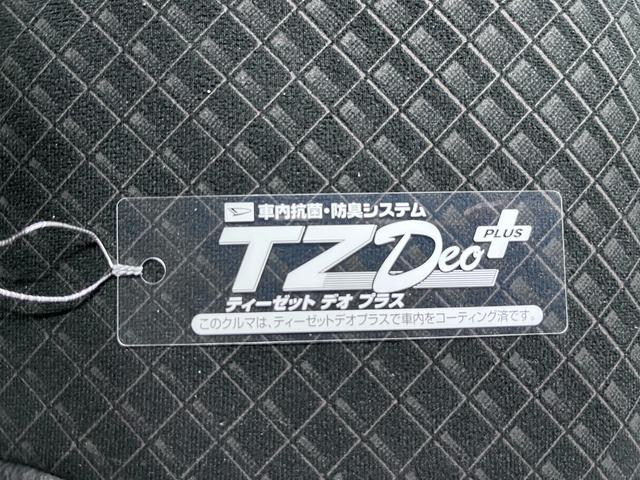 車内抗菌・防臭システム
TZ Deo PLUS
ティーゼット デオ プラス
このクルマは、ティーゼットデオプラスで車内をコーティング済です。